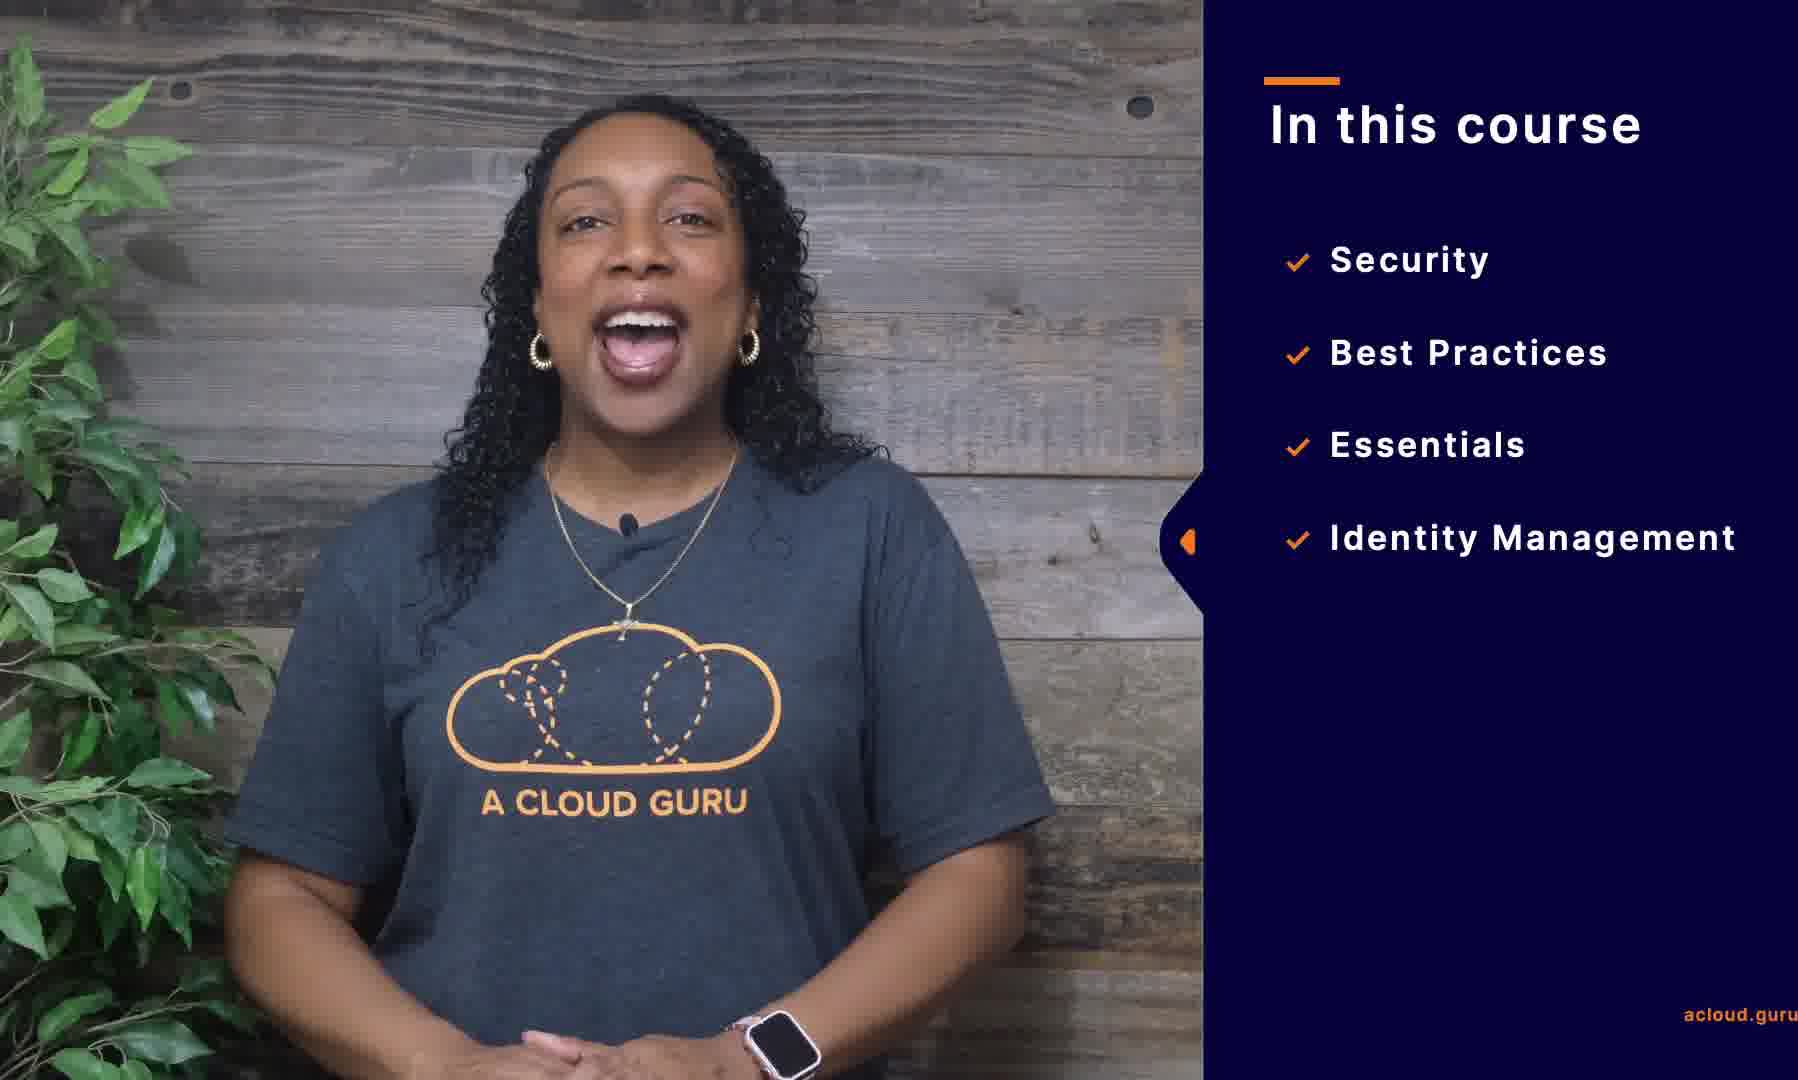 In this course
Security
Best Practices
Essentials
Identity Management
A CLOUD GURU
acloud.guru